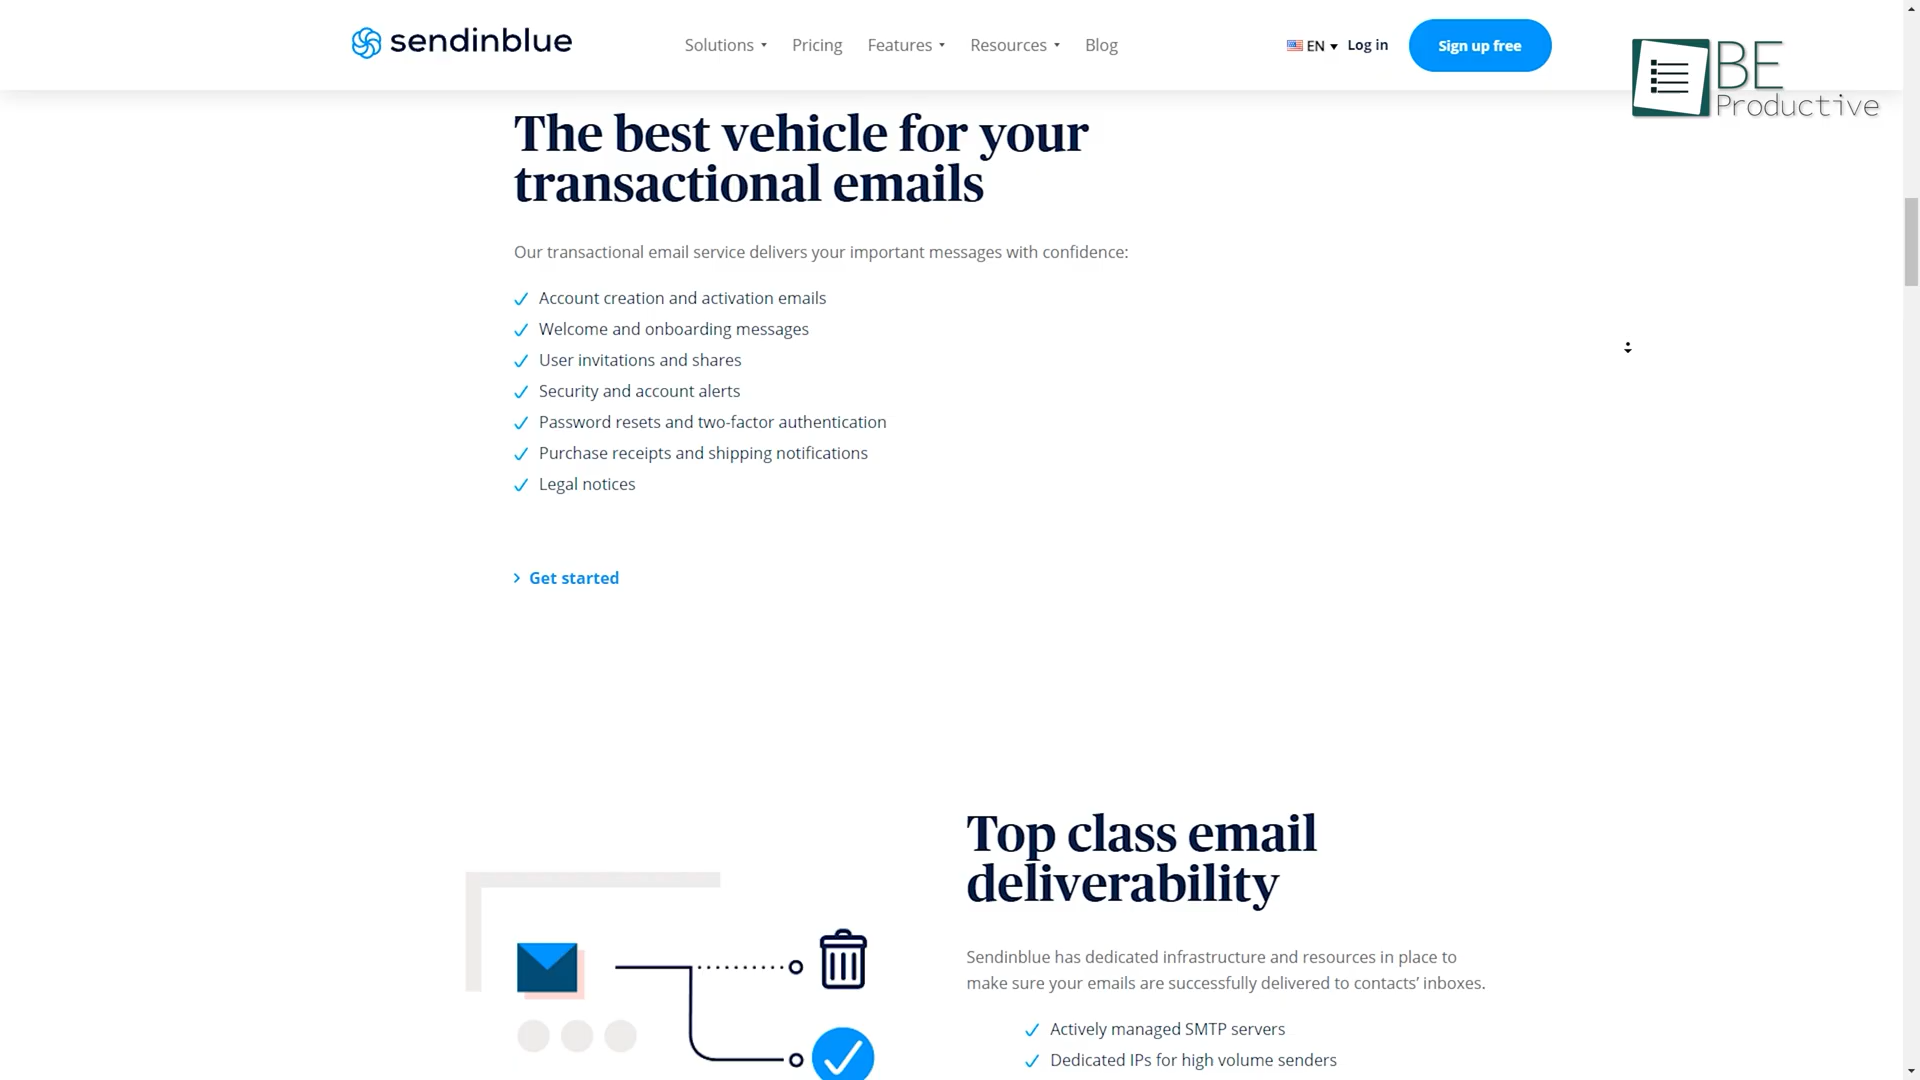 sendinblue
Solutions
Pricing
Features
Resources
Blog
EN
Log in
Sign up free
BE
Productive
The best vehicle for your
transactional emails
Our transactional email service delivers your important messages with confidence:
Account creation and activation emails
Welcome and onboarding messages
User invitations and shares
Security and account alerts
Password resets and two-factor authentication
Purchase receipts and shipping notifications
Legal notices
Get started
Top class email
deliverability
Sendinblue has dedicated infrastructure and resources in place to
make sure your emails are successfully delivered to contacts’ inboxes.
Actively managed SMTP servers
Dedicated IPs for high volume senders